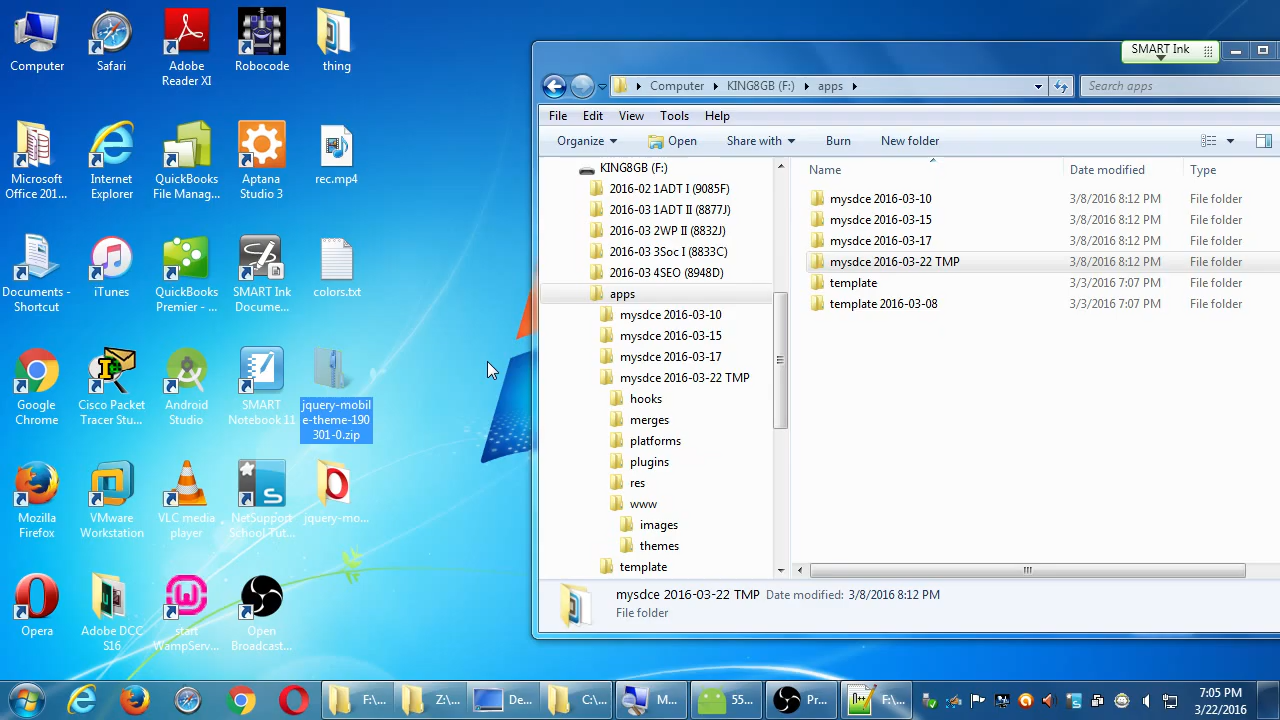 Computer
Safari
Adobe
Reader XI
Robocode
thing
Microsoft
Office 201...
Internet
Explorer
QuickBooks
File Manag...
Aptana
Studio 3
rec.mp4
Documents -
Shortcut
iTunes
QuickBooks
Premier - ...
SMART Ink
Docume...
colors.txt
Google
Chrome
Cisco Packet
Tracer Stu...
Android
Studio
SMART
Notebook 11
jquery-mobil
e-theme-190
301-0.zip
Mozilla
Firefox
VMware
Workstation
VLC media
player
NetSupport
School Tut...
jquery-mo...
Opera
Adobe DCC
S16
start
WampServ...
Open
Broadcast...
SMART Ink
Computer
KING8GB (F:)
apps
Search apps
File Edit View Tools Help
Organize Open Share with Burn New folder
KING8GB (F:)
2016-02 1ADT I (9085F)
2016-03 1ADT II (8877J)
2016-03 2WP II (8832J)
2016-03 3Soc I (8833C)
2016-03 4SEO (8948D)
apps
mysdce 2016-03-10
mysdce 2016-03-15
mysdce 2016-03-17
mysdce 2016-03-22 TMP
hooks
merges
platforms
plugins
res
www
images
themes
template
Name Date modified Type
mysdce 2016-03-10 3/8/2016 8:12 PM File folder
mysdce 2016-03-15 3/8/2016 8:12 PM File folder
mysdce 2016-03-17 3/8/2016 8:12 PM File folder
mysdce 2016-03-22 TMP 3/8/2016 8:12 PM File folder
template 3/3/2016 7:07 PM File folder
template 2016-03-08 3/3/2016 7:07 PM File folder
mysdce 2016-03-22 TMP Date modified: 3/8/2016 8:12 PM
File folder
F:\... Z:\... De... C:\... M... 55... Pr... F:\...
7:05 PM
3/22/2016